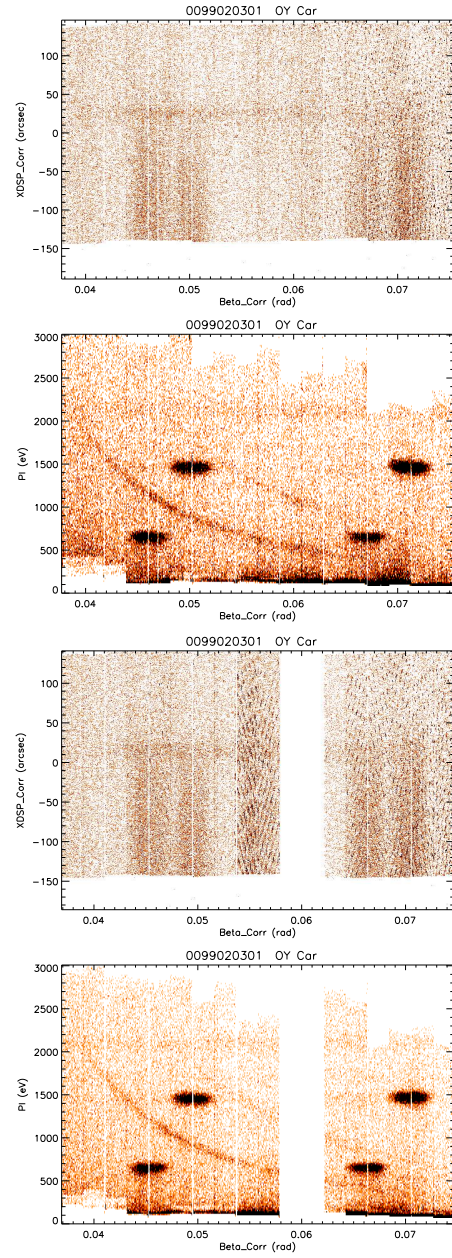 0099020301 OY Car
XDSP_Corr (arcsec)
100
50
0
−50
−100
−150
0.04 0.05 0.06 0.07
Beta_Corr (rad)
0099020301 OY Car
PI (eV)
3000
2500
2000
1500
1000
500
0
0.04 0.05 0.06 0.07
Beta_Corr (rad)
0099020301 OY Car
XDSP_Corr (arcsec)
100
50
0
−50
−100
−150
0.04 0.05 0.06 0.07
Beta_Corr (rad)
0099020301 OY Car
PI (eV)
3000
2500
2000
1500
1000
500
0
0.04 0.05 0.06 0.07
Beta_Corr (rad)